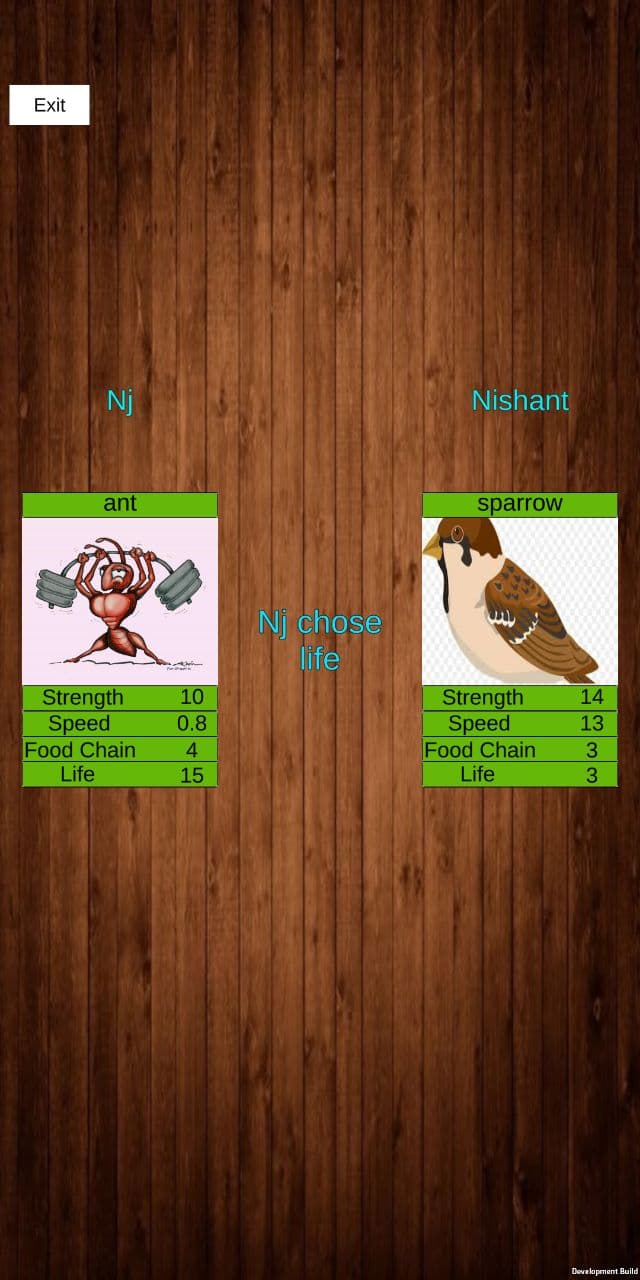 Exit
Nj
Nishant
ant
sparrow
Nj chose
life
Strength 10
Speed 0.8
Food Chain 4
Life 15
Strength 14
Speed 13
Food Chain 3
Life 3
Development Build